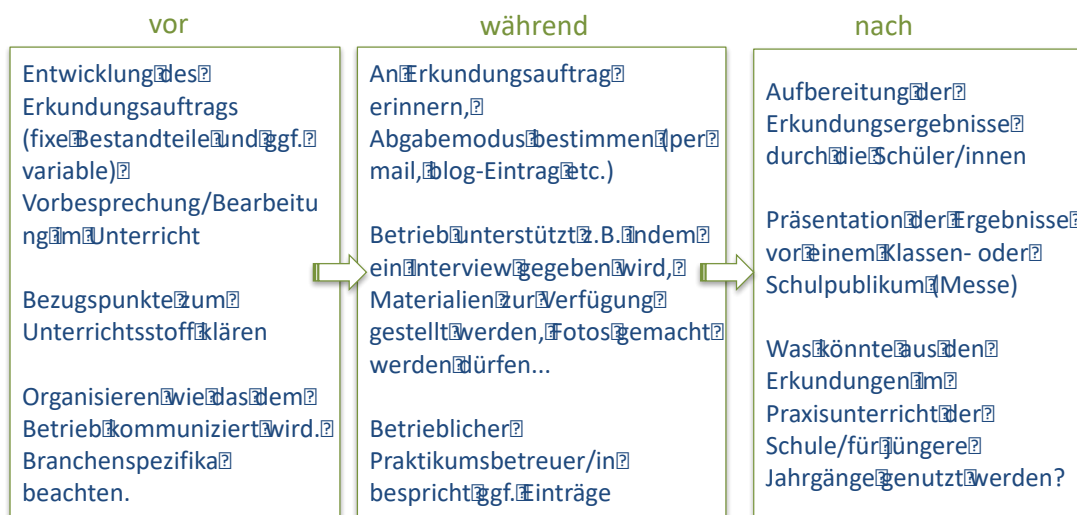 vor
Entwicklung des
Erkundungsauftrags
(fixe Bestandteile und ggf.
variable)
Vorbesprechung/Bearbeitu
ng im Unterricht
Bezugspunkte zum
Unterrichtsstoff klären
Organisieren wie das dem
Betrieb kommuniziert wird.
Branchenspezifika
beachten.
während
An Erkundungsauftrag
erinnern,
Abgabemodus bestimmen (per
mail, blog-Eintrag etc.)
Betrieb unterstützt z.B. indem
ein Interview gegeben wird,
Materialien zur Verfügung
gestellt werden, Fotos gemacht
werden dürfen...
Betrieblicher
Praktikumsbetreuer/in
bespricht ggf. Einträge
nach
Aufbereitung der
Erkundungsergebnisse
durch die Schüler/innen
Präsentation der Ergebnisse
vor einem Klassen- oder
Schulpublikum (Messe)
Was könnte aus den
Erkundungen im
Praxisunterricht der
Schule/für jüngere
Jahrgänge genutzt werden?